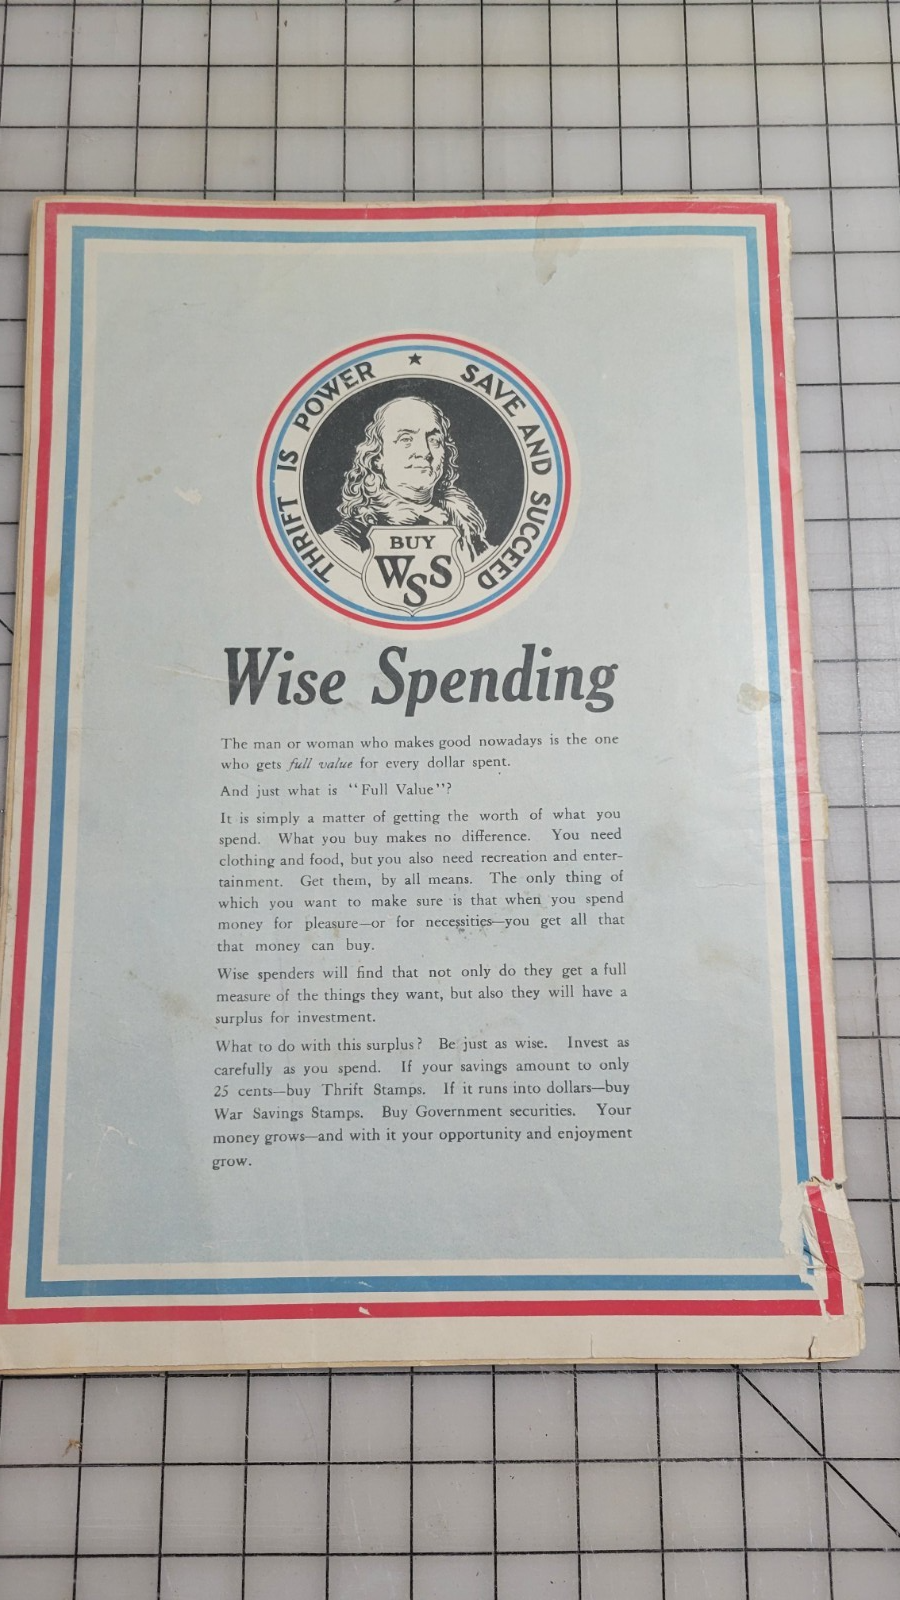 THRIFT IS POWER ★ SAVE AND SUCCEED
BUY
WSS
Wise Spending
The man or woman who makes good nowadays is the one
who gets full value for every dollar spent.
And just what is "Full Value"?
It is simply a matter of getting the worth of what you
spend. What you buy makes no difference. You need
clothing and food, but you also need recreation and enter-
tainment. Get them, by all means. The only thing of
which you want to make sure is that when you spend
money for pleasure—or for necessities—you get all that
that money can buy.
Wise spenders will find that not only do they get a full
measure of the things they want, but also they will have a
surplus for investment.
What to do with this surplus? Be just as wise. Invest as
carefully as you spend. If your savings amount to only
25 cents—buy Thrift Stamps. If it runs into dollars—buy
War Savings Stamps. Buy Government securities. Your
money grows—and with it your opportunity and enjoyment
grow.